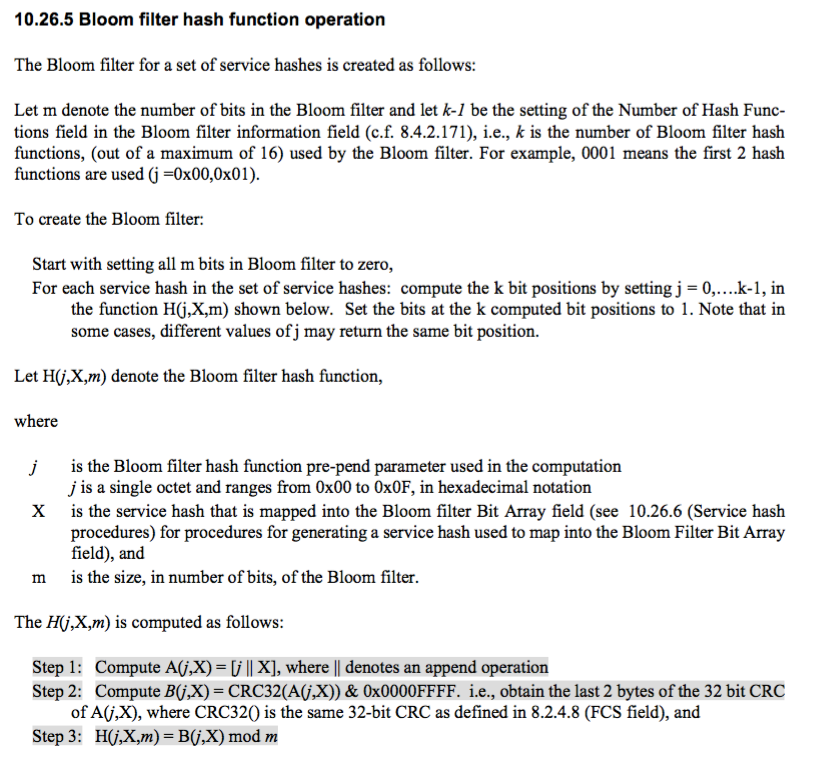 10.26.5 Bloom filter hash function operation
The Bloom filter for a set of service hashes is created as follows:
Let m denote the number of bits in the Bloom filter and let k-1 be the setting of the Number of Hash Func-
tions field in the Bloom filter information field (c.f. 8.4.2.171), i.e., k is the number of Bloom filter hash
functions, (out of a maximum of 16) used by the Bloom filter. For example, 0001 means the first 2 hash
functions are used (j =0x00,0x01).
To create the Bloom filter:
Start with setting all m bits in Bloom filter to zero,
For each service hash in the set of service hashes: compute the k bit positions by setting j = 0,….k-1, in
the function H(j,X,m) shown below. Set the bits at the k computed bit positions to 1. Note that in
some cases, different values of j may return the same bit position.
Let H(j,X,m) denote the Bloom filter hash function,
where
j is the Bloom filter hash function pre-pend parameter used in the computation
j is a single octet and ranges from 0x00 to 0x0F, in hexadecimal notation
X is the service hash that is mapped into the Bloom filter Bit Array field (see 10.26.6 (Service hash
procedures) for procedures for generating a service hash used to map into the Bloom Filter Bit Array
field), and
m is the size, in number of bits, of the Bloom filter.
The H(j,X,m) is computed as follows:
Step 1: Compute A(j,X) = [j || X], where || denotes an append operation
Step 2: Compute B(j,X) = CRC32(A(j,X)) & 0x0000FFFF. i.e., obtain the last 2 bytes of the 32 bit CRC
of A(j,X), where CRC32() is the same 32-bit CRC as defined in 8.2.4.8 (FCS field), and
Step 3: H(j,X,m) = B(j,X) mod m